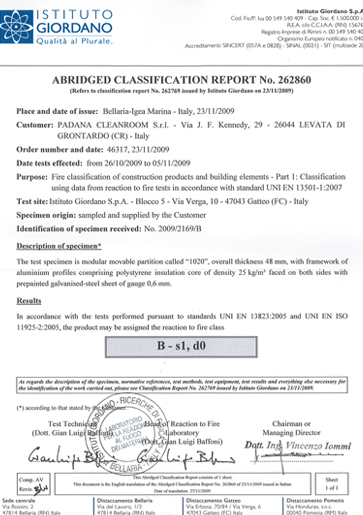 ISTITUTO
GIORDANO
Qualità al Plurale.
Istituto Giordano S.p.A
Cod. Fis./P. Iva 00 549 540 409 - Cap. Soc. € 1.500.000
R.E.A. c/o C.C.I.A.A. (RN)
Registro Imprese di Rimini n. 00 549 540 40
Organismo Europeo notificato n. 040
Accreditamenti SINCERT (057A e 082B) - SINAL (0021) - SIT (multisede 20
ABRIDGED CLASSIFICATION REPORT No. 262860
(Refers to classification report No. 262769 issued by Istituto Giordano on 23/11/2009)
Place and date of issue: Bellaria-Igea Marina - Italy, 23/11/2009
Customer: PADANA CLEANROOM S.r.l. - Via J. F. Kennedy, 29 - 26044 LEVATA DI
GRONTARDO (CR) - Italy
Order number and date: 46317, 23/11/2009
Date tests effected: from 26/10/2009 to 05/11/2009
Purpose: Fire classification of construction products and building elements - Part 1: Classification
using data from reaction to fire tests in accordance with standard UNI EN 13501-1:2007
Test site: Istituto Giordano S.p.A. - Blocco 5 - Via Verga, 10 - 47043 Gatteo (FC) - Italy
Specimen origin: sampled and supplied by the Customer
Identification of specimen received: No. 2009/2169/B
Description of specimen*
The test specimen is modular movable partition called "1020", overall thickness 48 mm, with framework of
aluminium profiles comprising polystyrene insulation core of density 25 kg/m³ faced on both sides with
prepainted galvanised-steel sheet of gauge 0,6 mm.
Results
In accordance with the tests performed pursuant to standards UNI EN 13823:2005 and UNI EN ISO
11925-2:2005, the product may be assigned the reaction to fire class
B - s1, d0
As regards the description of the specimen, normative references, test methods, test equipment, test results and everything else necessary for
the identification of the work carried out, please see Classification Report No. 262769 issued by Istituto Giordano on 23/11/2009.
(*) according to that stated by the
Test Technician
(Dott. Gian Luigi Baffoni)
Head of Reaction to Fire
Laboratory
(Dott. Gian Luigi Baffoni)
Chairman or
Managing Director
Dott. Ing. Vincenzo Iommi
RICERCHE
LABORATORIO
PER LA REAZIONE
AL FUOCO
DEI MATERIALI
BELLARIA
Comp. AV
Revis.
This Abridged Classification Report consists of 1 sheet.
This document is the English translation of the Abridged Classification Report No. 262860 of 23/11/2009 issued in Italian.
Date of translation: 23/11/2009.
Sheet
1 of 1
Sede centrale
Via Rossini, 2
47814 Bellaria (RN) Italy
Distaccamento Bellaria
Via del Lavoro, 1/3
47814 Bellaria (RN) Italy
Distaccamento Gatteo
Via Erbosa, 70/84 / Via Verga, 6
47043 Gatteo (FC) Italy
Distaccamento Pomezia
Via Honduras, s.n.c.
00040 Pomezia (RM) Italy